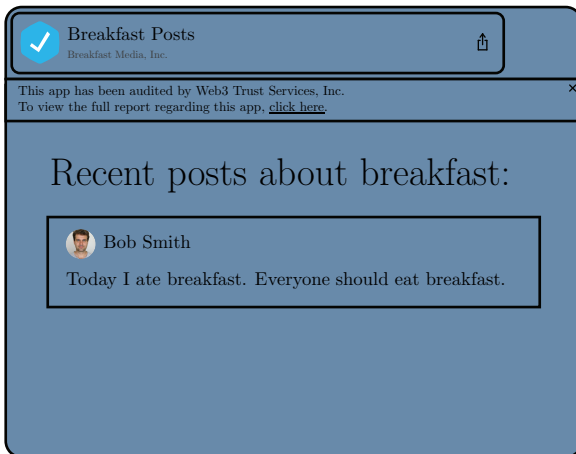 Breakfast Posts
Breakfast Media, Inc.
This app has been audited by Web3 Trust Services, Inc.
To view the full report regarding this app, click here.
Recent posts about breakfast:
Bob Smith
Today I ate breakfast. Everyone should eat breakfast.